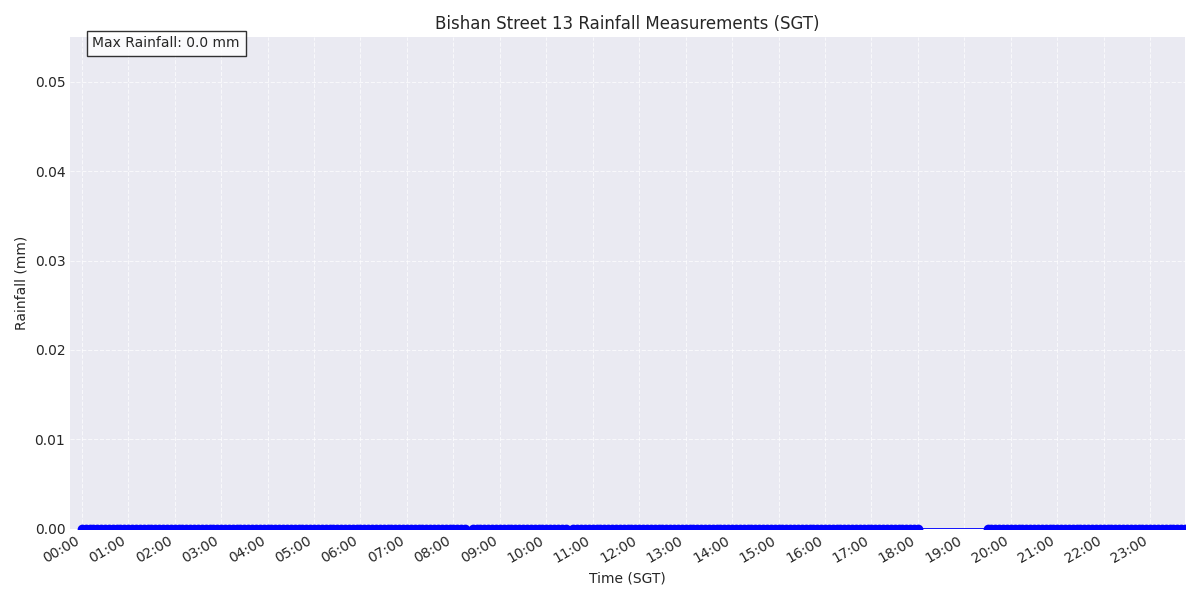 Bishan Street 13 Rainfall Measurements (SGT)
Max Rainfall: 0.0 mm
0.05
0.04
0.03
0.02
0.01
0.00
Rainfall (mm)
00:00 01:00 02:00 03:00 04:00 05:00 06:00 07:00 08:00 09:00 10:00 11:00 12:00 13:00 14:00 15:00 16:00 17:00 18:00 19:00 20:00 21:00 22:00 23:00
Time (SGT)